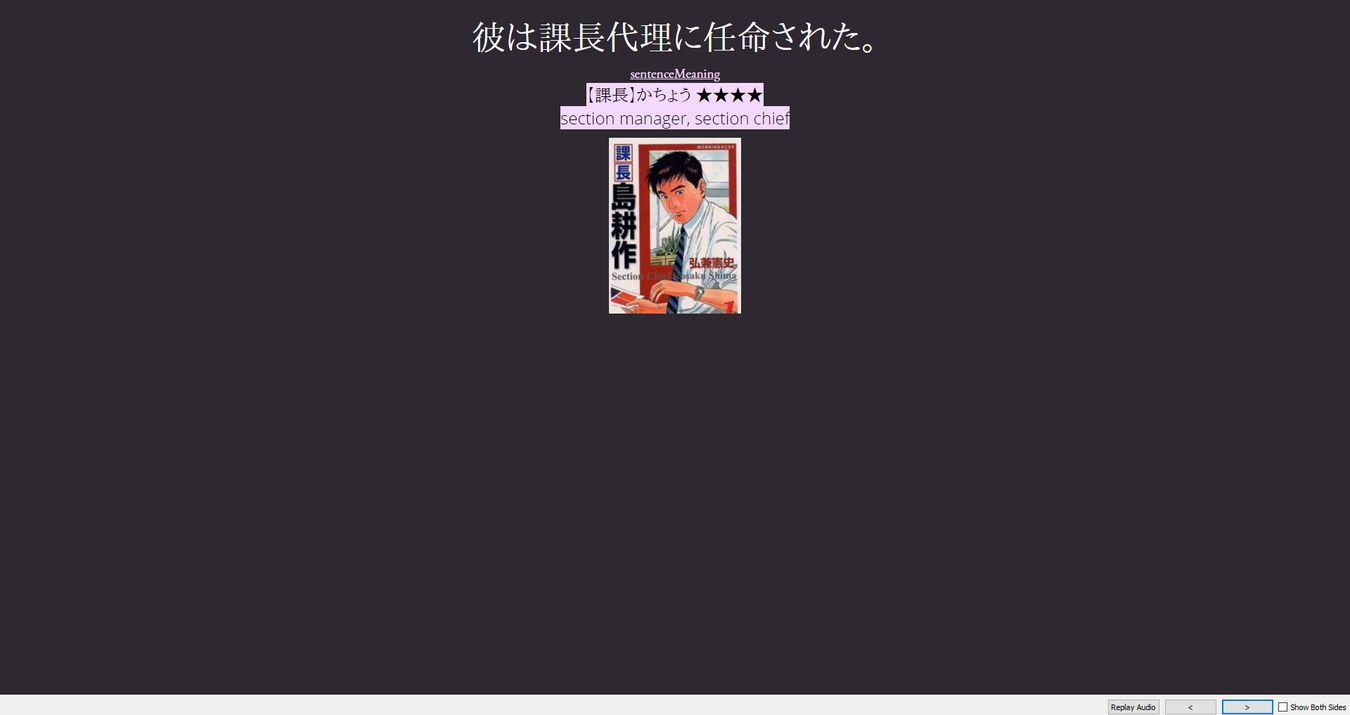 彼は課長代理に任命された。
sentenceMeaning
【課長】かちょう ★★★★
section manager, section chief
MORNING KC
課長
島耕作
弘兼憲史
Section Chief Kosaku Shima
1
Replay Audio
<
>
Show Both Sides